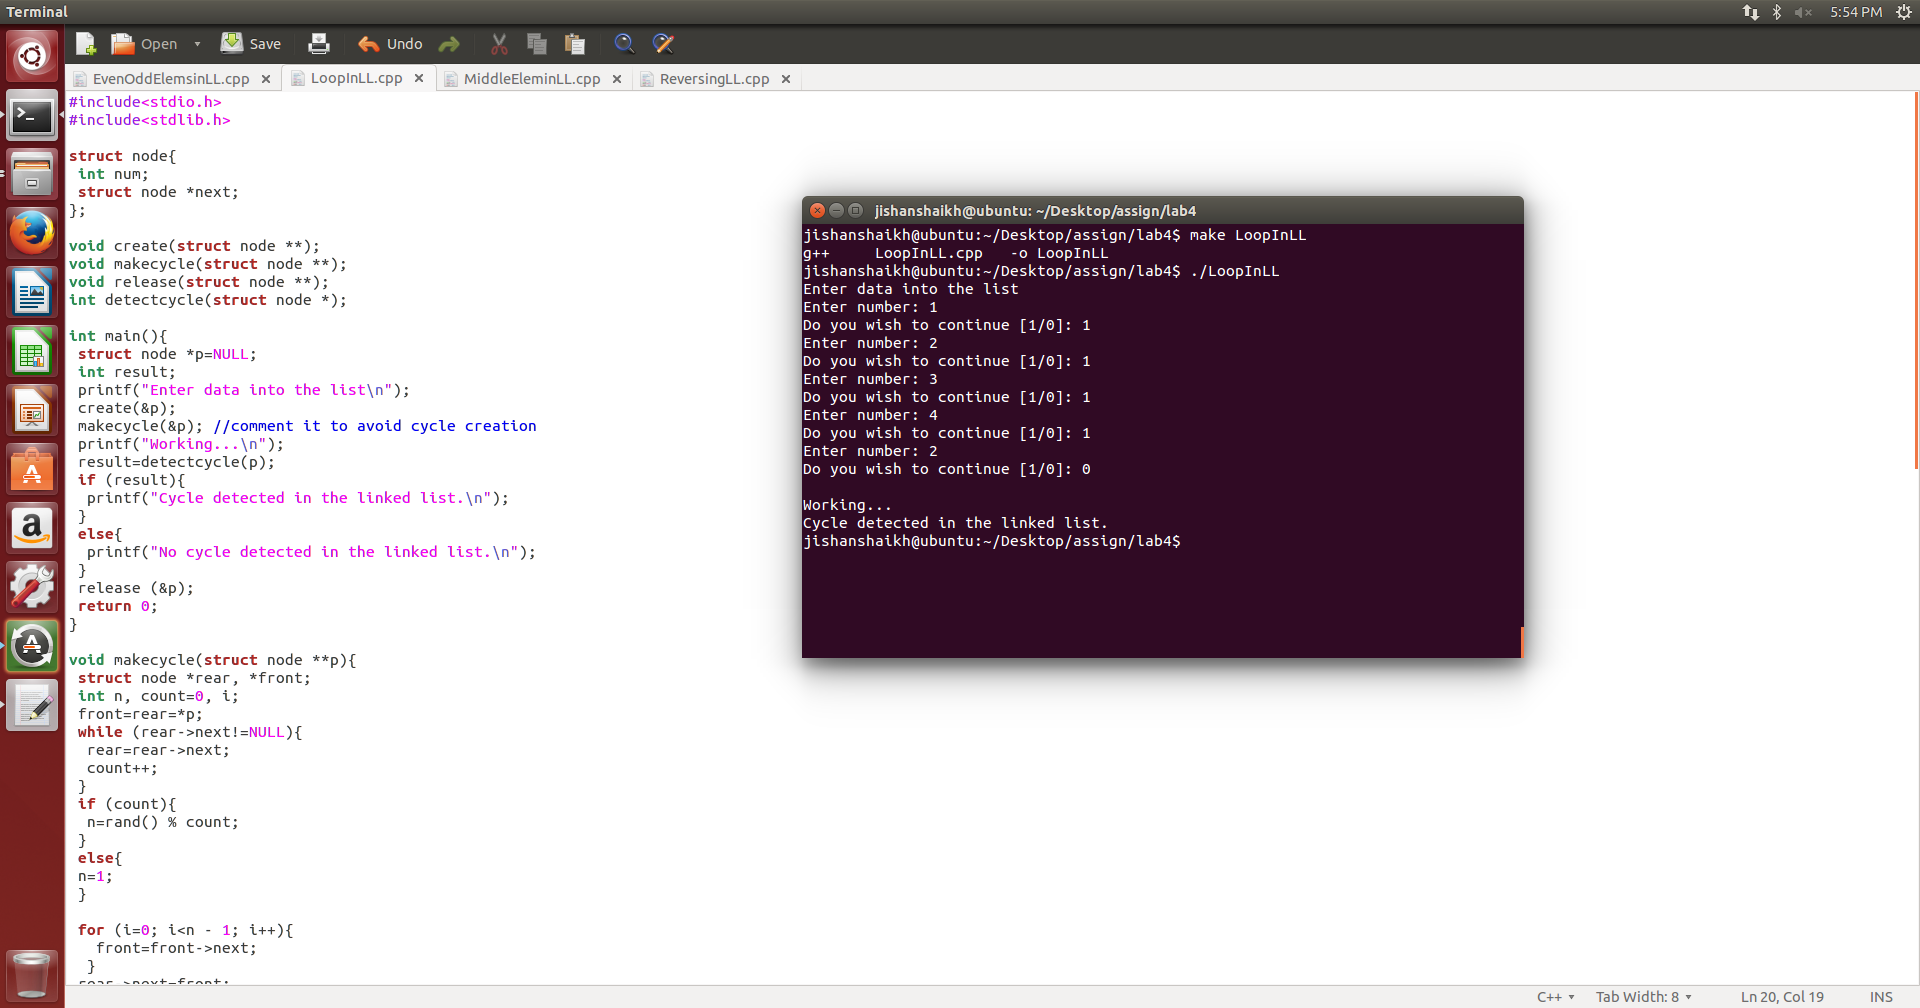 Terminal
5:54 PM
Open
Save
Undo
EvenOddElemsinLL.cpp
LoopInLL.cpp
MiddleEleminLL.cpp
ReversingLL.cpp
#include<stdio.h>
#include<stdlib.h>
struct node{
int num;
struct node *next;
};
void create(struct node **);
void makecycle(struct node **);
void release(struct node **);
int detectcycle(struct node *);
int main(){
struct node *p=NULL;
int result;
printf("Enter data into the list\n");
create(&p);
makecycle(&p); //comment it to avoid cycle creation
printf("Working...\n");
result=detectcycle(p);
if (result){
printf("Cycle detected in the linked list.\n");
}
else{
printf("No cycle detected in the linked list.\n");
}
release (&p);
return 0;
}
void makecycle(struct node **p){
struct node *rear, *front;
int n, count=0, i;
front=rear=*p;
while (rear->next!=NULL){
rear=rear->next;
count++;
}
if (count){
n=rand() % count;
}
else{
n=1;
}
for (i=0; i<n - 1; i++){
front=front->next;
}
rear->next=front;
jishanshaikh@ubuntu: ~/Desktop/assign/lab4
jishanshaikh@ubuntu:~/Desktop/assign/lab4$ make LoopInLL
g++     LoopInLL.cpp   -o LoopInLL
jishanshaikh@ubuntu:~/Desktop/assign/lab4$ ./LoopInLL
Enter data into the list
Enter number: 1
Do you wish to continue [1/0]: 1
Enter number: 2
Do you wish to continue [1/0]: 1
Enter number: 3
Do you wish to continue [1/0]: 1
Enter number: 4
Do you wish to continue [1/0]: 1
Enter number: 2
Do you wish to continue [1/0]: 0
Working...
Cycle detected in the linked list.
jishanshaikh@ubuntu:~/Desktop/assign/lab4$
C++
Tab Width: 8
Ln 20, Col 19
INS